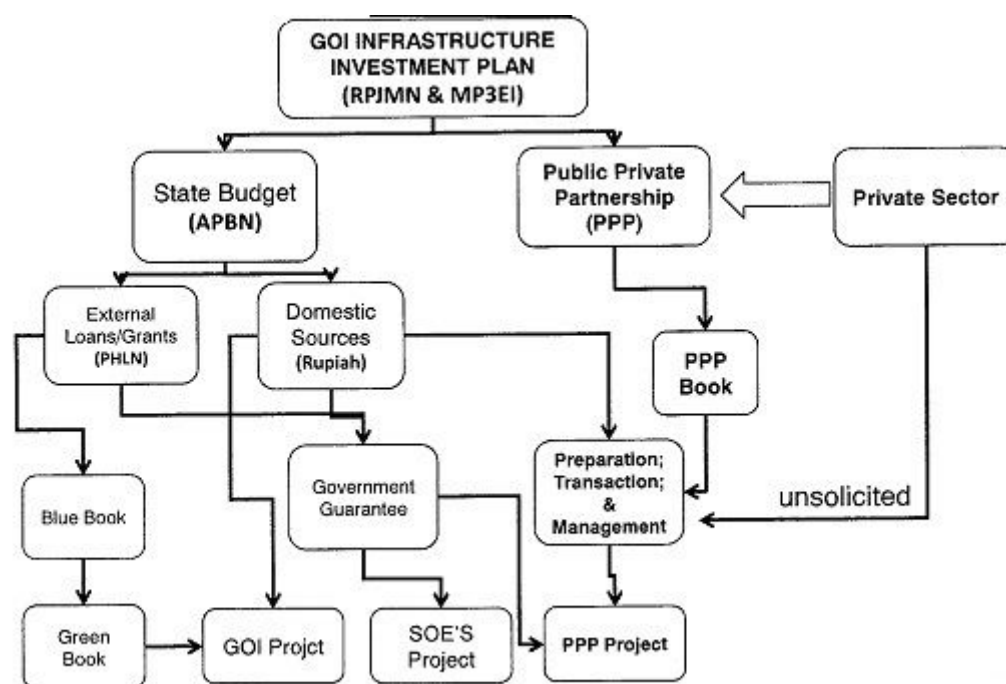 GOI INFRASTRUCTURE
INVESTMENT PLAN
(RPJMN & MP3EI)
State Budget
(APBN)
Public Private
Partnership
(PPP)
Private Sector
External
Loans/Grants
(PHLN)
Domestic
Sources
(Rupiah)
PPP
Book
Blue Book
Government
Guarantee
Preparation;
Transaction;
&
Management
unsolicited
Green
Book
GOI Projct
SOE'S
Project
PPP Project